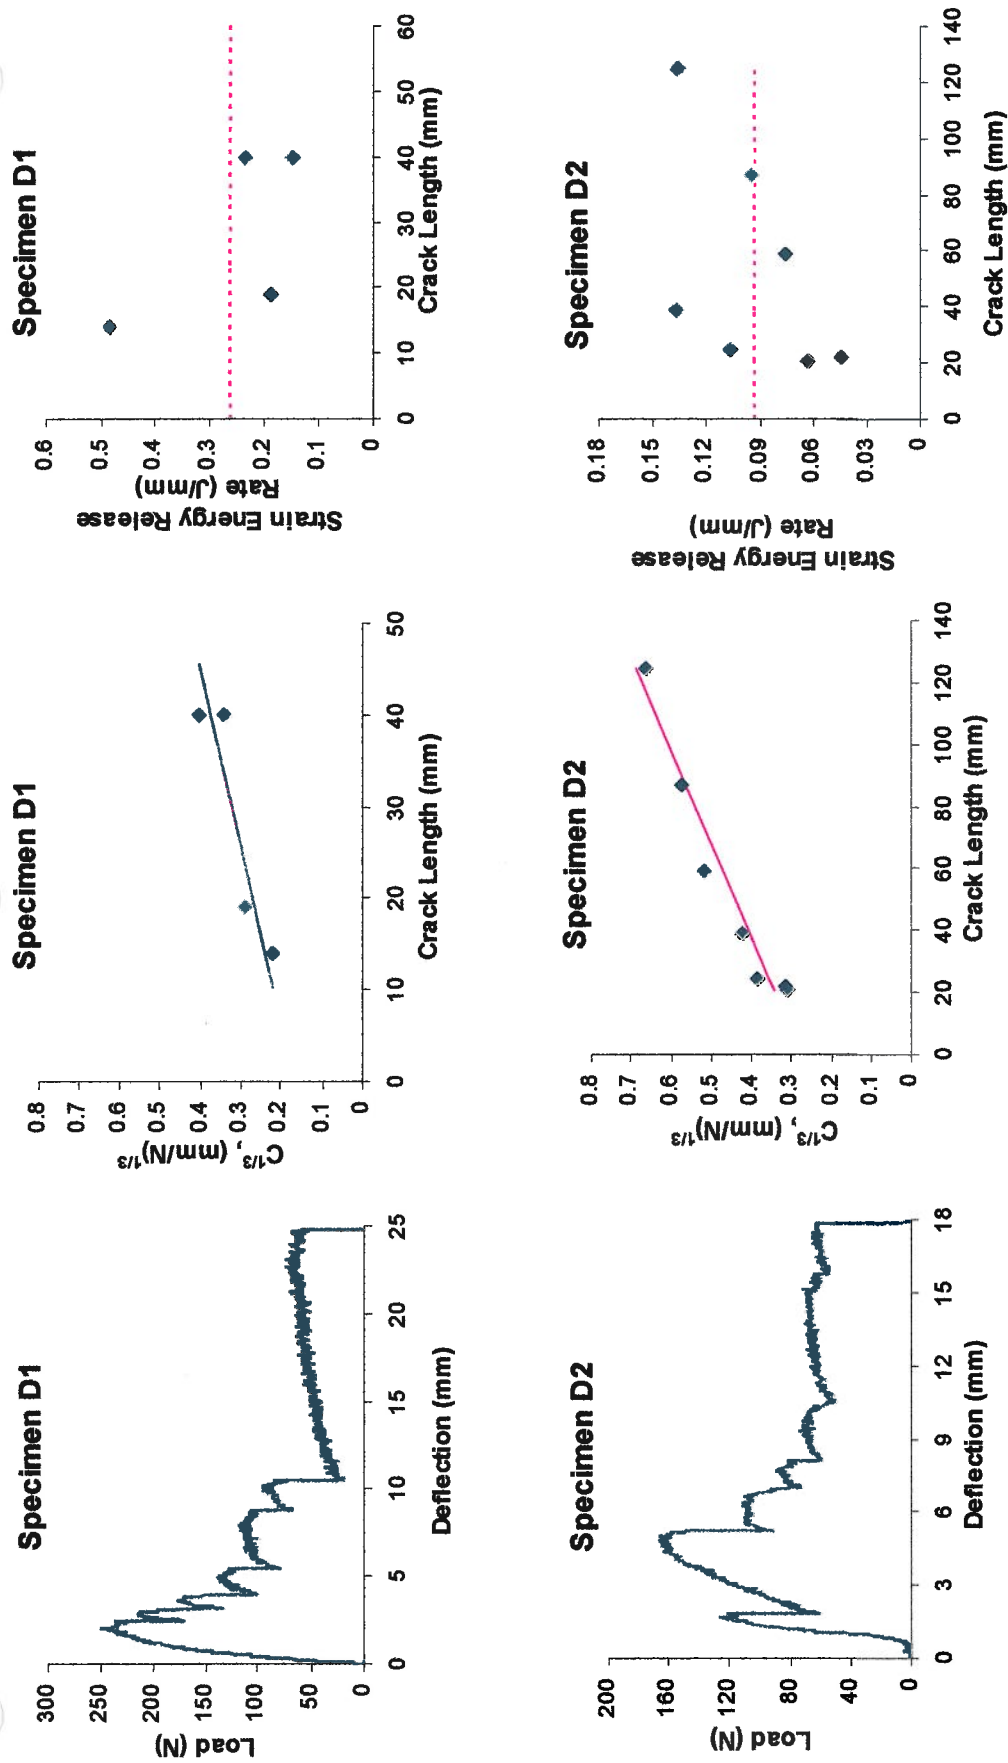 Specimen D1
300
250
200
150
100
50
0
Load (N)
0 5 10 15 20 25
Deflection (mm)
Specimen D1
0.8
0.7
0.6
0.5
0.4
0.3
0.2
0.1
0
C^1/3, (mm/N)^1/3
0 10 20 30 40 50
Crack Length (mm)
Specimen D1
0.6
0.5
0.4
0.3
0.2
0.1
0
Strain Energy Release
Rate (J/mm)
0 10 20 30 40 50 60
Crack Length (mm)
Specimen D2
200
160
120
80
40
0
Load (N)
0 3 6 9 12 15 18
Deflection (mm)
Specimen D2
0.8
0.7
0.6
0.5
0.4
0.3
0.2
0.1
0
C^1/3, (mm/N)^1/3
0 20 40 60 80 100 120 140
Crack Length (mm)
Specimen D2
0.18
0.15
0.12
0.09
0.06
0.03
0
Strain Energy Release
Rate (J/mm)
0 20 40 60 80 100 120 140
Crack Length (mm)